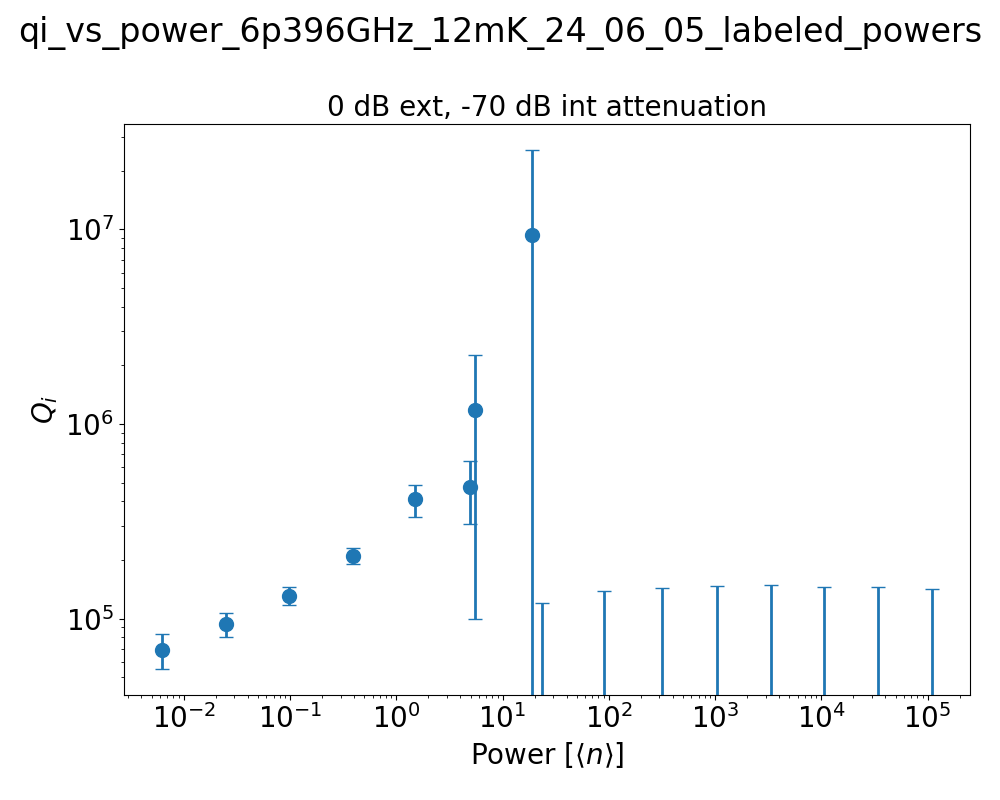 qi_vs_power_6p396GHz_12mK_24_06_05_labeled_powers
0 dB ext, -70 dB int attenuation
10⁷
10⁶
10⁵
Qᵢ
10⁻² 10⁻¹ 10⁰ 10¹ 10² 10³ 10⁴ 10⁵
Power [⟨n⟩]